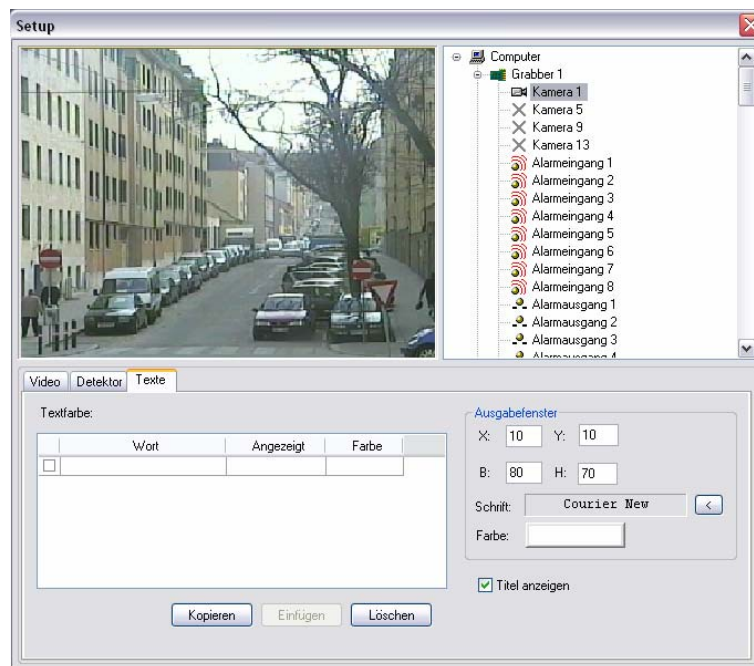 Setup
Computer
Grabber 1
Kamera 1
Kamera 5
Kamera 9
Kamera 13
Alarmeingang 1
Alarmeingang 2
Alarmeingang 3
Alarmeingang 4
Alarmeingang 5
Alarmeingang 6
Alarmeingang 7
Alarmeingang 8
Alarmausgang 1
Alarmausgang 2
Alarmausgang 3
Alarmausgang 4
Video Detektor Texte
Textfarbe:
Wort Angezeigt Farbe
Kopieren Einfügen Löschen
Ausgabefenster
X: 10 Y: 10
B: 80 H: 70
Schrift: Courier New <
Farbe:
Titel anzeigen